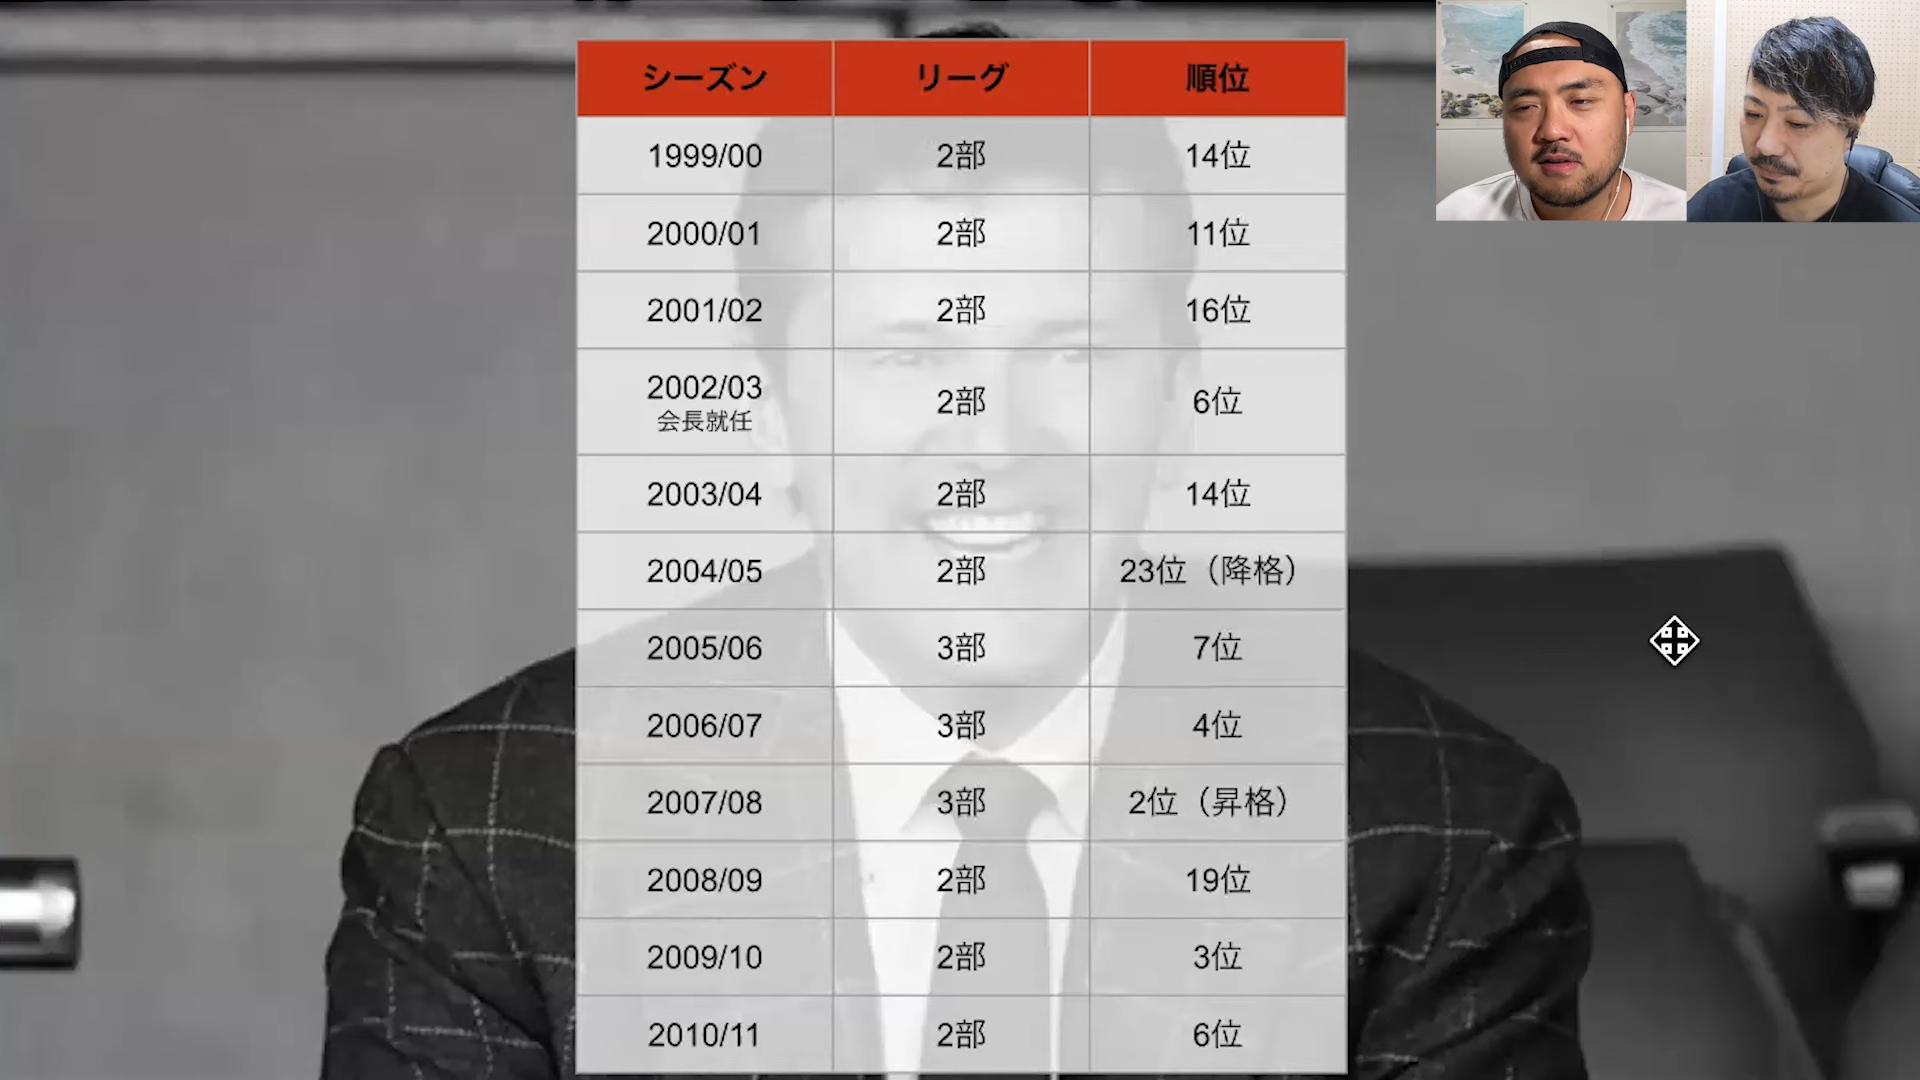 シーズン リーグ 順位
1999/00 2部 14位
2000/01 2部 11位
2001/02 2部 16位
2002/03
会長就任 2部 6位
2003/04 2部 14位
2004/05 2部 23位（降格）
2005/06 3部 7位
2006/07 3部 4位
2007/08 3部 2位（昇格）
2008/09 2部 19位
2009/10 2部 3位
2010/11 2部 6位